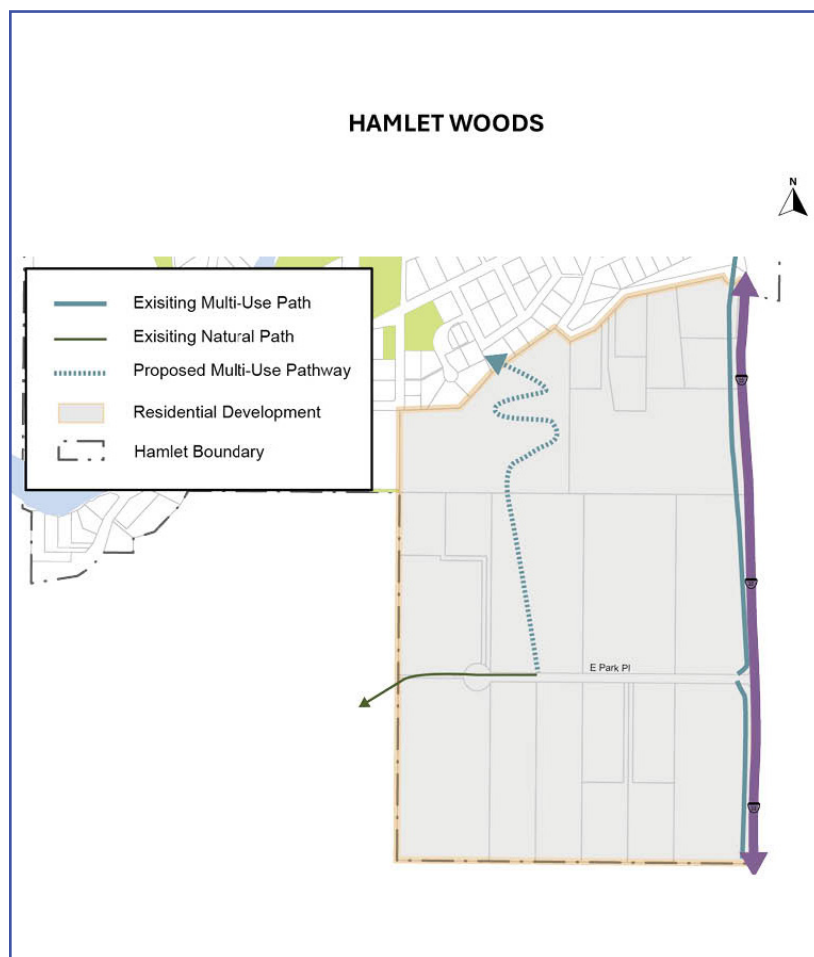 HAMLET WOODS
N
Exisiting Multi-Use Path
Exisiting Natural Path
Proposed Multi-Use Pathway
Residential Development
Hamlet Boundary
E Park Pl